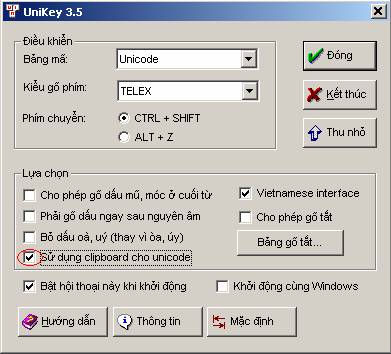 UniKey 3.5
Điều khiển
Bảng mã:
Unicode
Kiểu gõ phím:
TELEX
Phím chuyển:
CTRL + SHIFT
ALT + Z
Đóng
Kết thúc
Thu nhỏ
Lựa chọn
Cho phép gõ dấu mũ, móc ở cuối từ
Phải gõ dấu ngay sau nguyên âm
Bỏ dấu oà, uý (thay vì òa, úy)
Sử dụng clipboard cho unicode
Vietnamese interface
Cho phép gõ tắt
Bảng gõ tắt...
Bật hội thoại này khi khởi động
Khởi động cùng Windows
Hướng dẫn
Thông tin
Mặc định